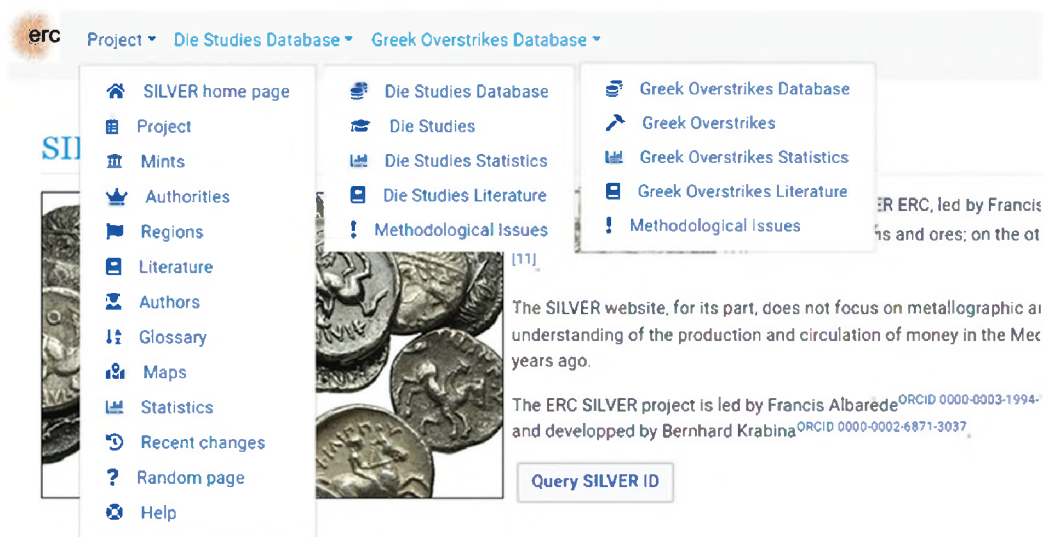 erc
Project
Die Studies Database
Greek Overstrikes Database
SILVER home page
Project
Mints
Authorities
Regions
Literature
Authors
Glossary
Maps
Statistics
Recent changes
Random page
Help
Die Studies Database
Die Studies
Die Studies Statistics
Die Studies Literature
Methodological Issues
Greek Overstrikes Database
Greek Overstrikes
Greek Overstrikes Statistics
Greek Overstrikes Literature
Methodological Issues
SI
ER ERC, led by Francis
ns and ores; on the ot
[11].
The SILVER website, for its part, does not focus on metallographic a
understanding of the production and circulation of money in the Med
years ago.
The ERC SILVER project is led by Francis Albarede ORCID 0000-0003-1994-
and developped by Bernhard Krabina ORCID 0000-0002-6871-3037.
Query SILVER ID